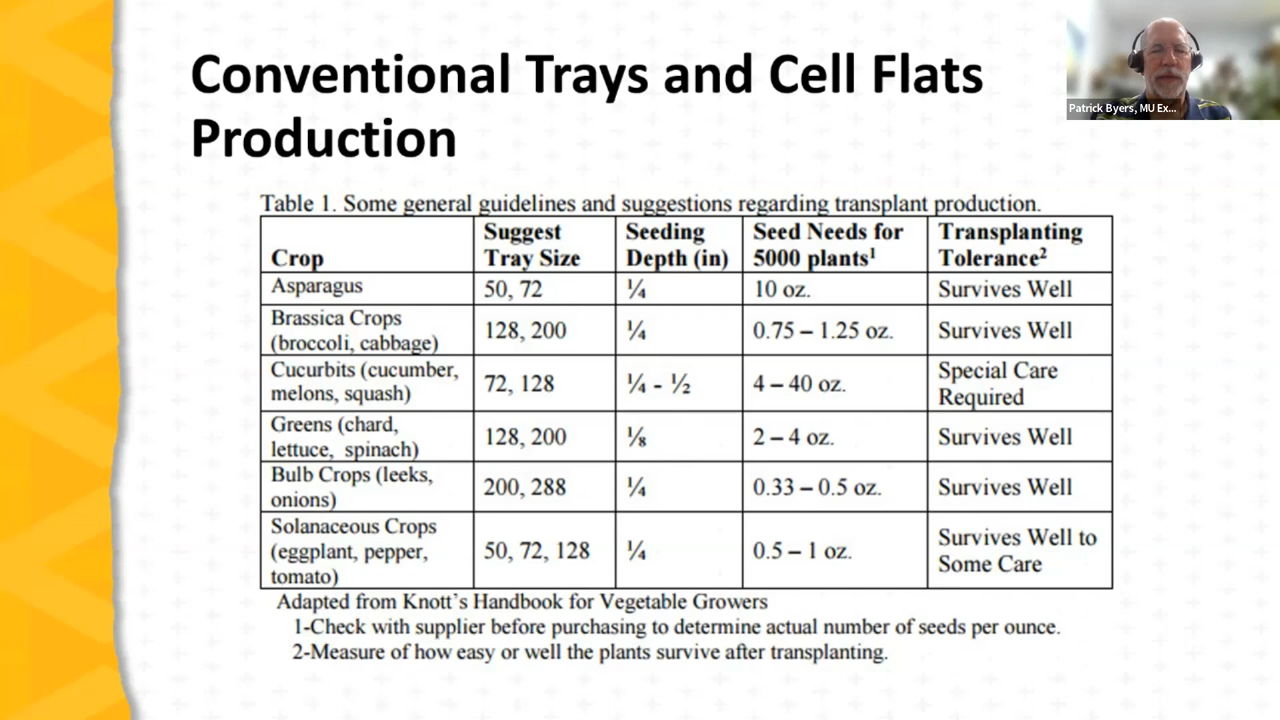 Conventional Trays and Cell Flats
Production
Patrick Byers, MU Ex...
Table 1. Some general guidelines and suggestions regarding transplant production.
Crop
Suggest
Tray Size
Seeding
Depth (in)
Seed Needs for
5000 plants¹
Transplanting
Tolerance²
Asparagus
50, 72
¼
10 oz.
Survives Well
Brassica Crops
(broccoli, cabbage)
128, 200
¼
0.75 – 1.25 oz.
Survives Well
Cucurbits (cucumber,
melons, squash)
72, 128
¼ - ½
4 – 40 oz.
Special Care
Required
Greens (chard,
lettuce, spinach)
128, 200
⅛
2 – 4 oz.
Survives Well
Bulb Crops (leeks,
onions)
200, 288
¼
0.33 – 0.5 oz.
Survives Well
Solanaceous Crops
(eggplant, pepper,
tomato)
50, 72, 128
¼
0.5 – 1 oz.
Survives Well to
Some Care
Adapted from Knott's Handbook for Vegetable Growers
1-Check with supplier before purchasing to determine actual number of seeds per ounce.
2-Measure of how easy or well the plants survive after transplanting.